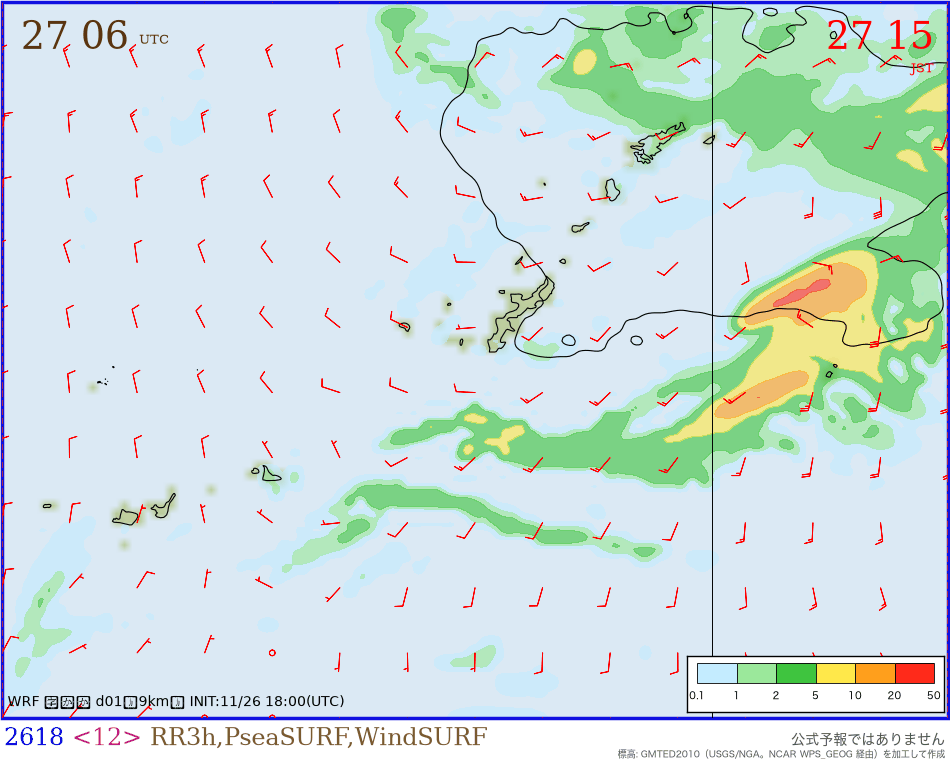 27 06 UTC
27 15
JST
0.1 1 2 5 10 20 50
WRF d01 9km INIT:11/26 18:00(UTC)
2618 <12> RR3h,PseaSURF,WindSURF
公式予報ではありません
標高: GMTED2010（USGS/NGA。NCAR WPS_GEOG 経由）を加工して作成